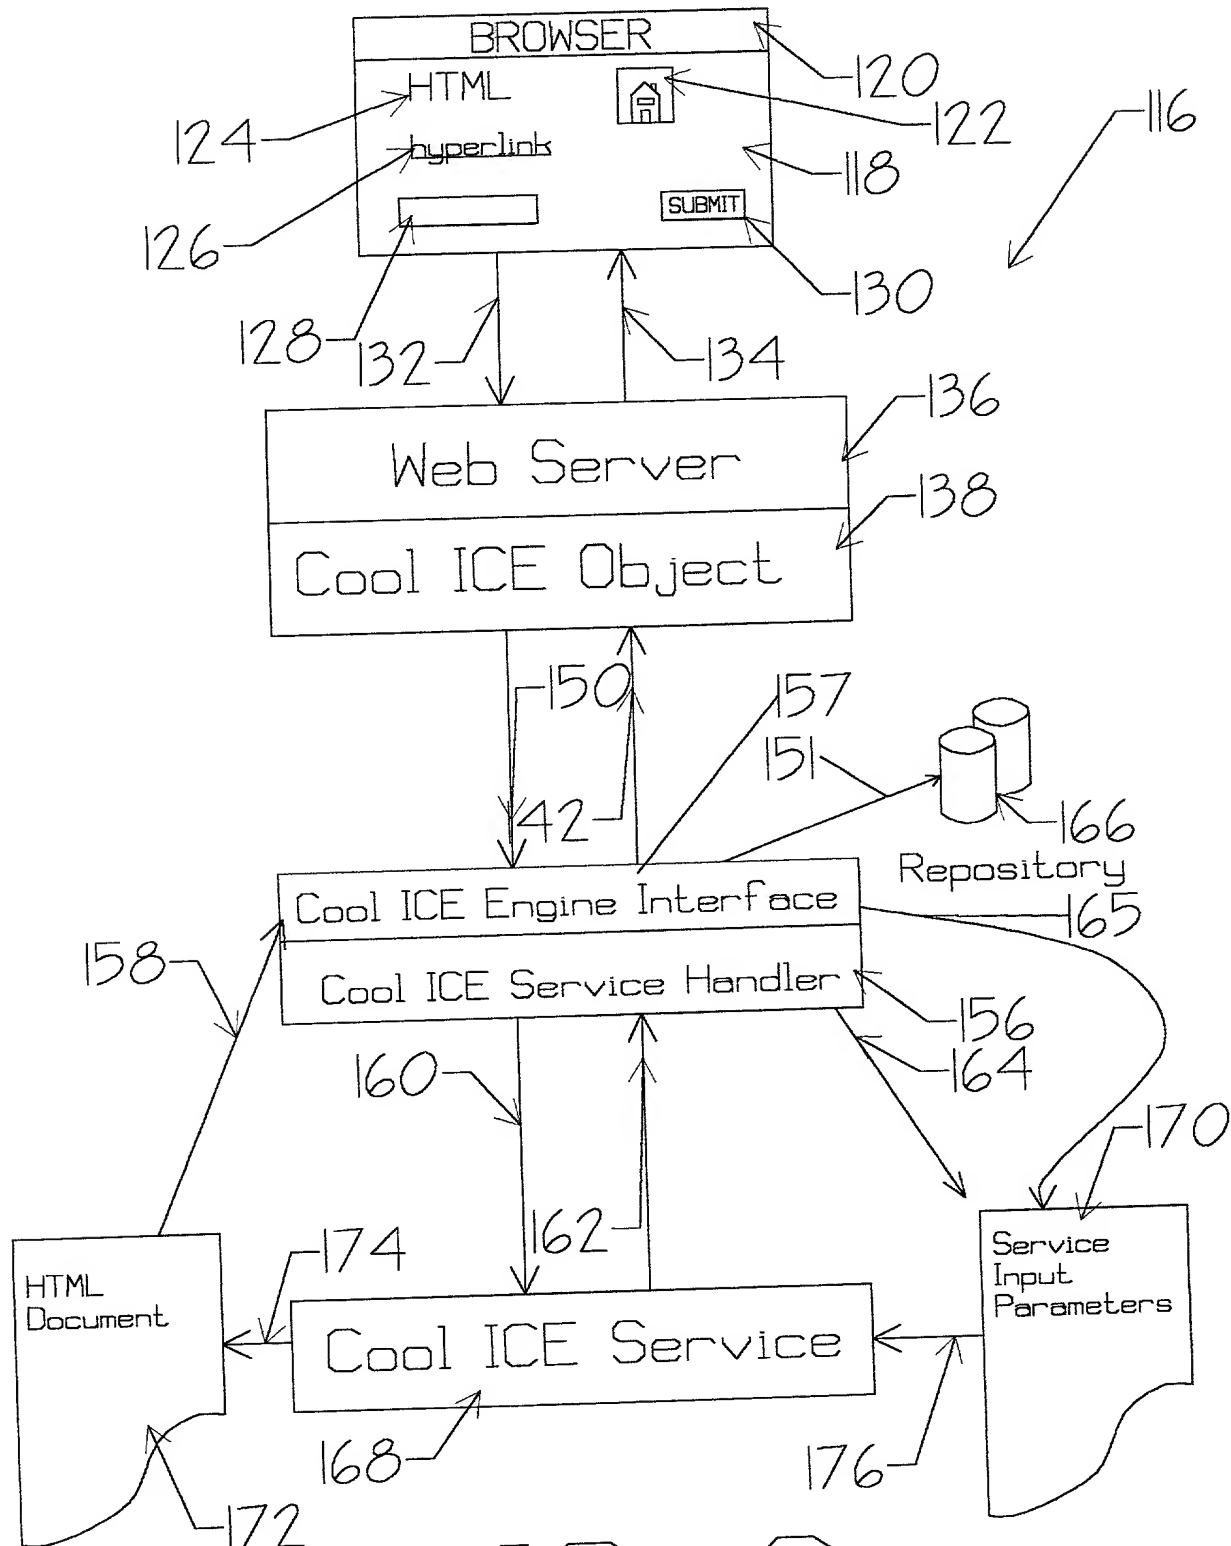 BROWSER
HTML
120
124
122
116
hyperlink
118
126
SUBMIT
130
128
132
134
136
Web Server
138
Cool ICE Object
150
157
151
142
166
Repository
Cool ICE Engine Interface
165
158
Cool ICE Service Handler
156
160
164
170
162
174
Service
Input
Parameters
HTML
Document
Cool ICE Service
168
176
172